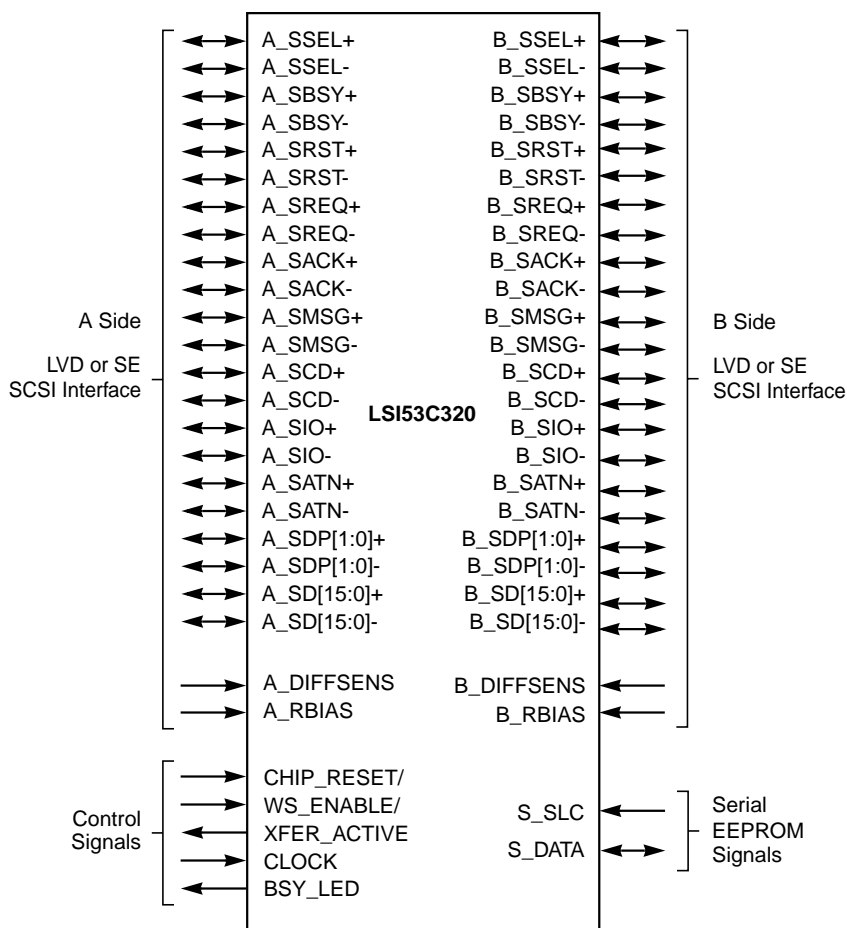 A_SSEL+ B_SSEL+
A_SSEL- B_SSEL-
A_SBSY+ B_SBSY+
A_SBSY- B_SBSY-
A_SRST+ B_SRST+
A_SRST- B_SRST-
A_SREQ+ B_SREQ+
A_SREQ- B_SREQ-
A_SACK+ B_SACK+
A_SACK- B_SACK-
A Side A_SMSG+ B_SMSG+ B Side
A_SMSG- B_SMSG-
LVD or SE A_SCD+ B_SCD+ LVD or SE
SCSI Interface A_SCD- B_SCD- SCSI Interface
LSI53C320
A_SIO+ B_SIO+
A_SIO- B_SIO-
A_SATN+ B_SATN+
A_SATN- B_SATN-
A_SDP[1:0]+ B_SDP[1:0]+
A_SDP[1:0]- B_SDP[1:0]-
A_SD[15:0]+ B_SD[15:0]+
A_SD[15:0]- B_SD[15:0]-
A_DIFFSENS B_DIFFSENS
A_RBIAS B_RBIAS
CHIP_RESET/
WS_ENABLE/ S_SLC Serial
Control XFER_ACTIVE EEPROM
Signals CLOCK S_DATA Signals
BSY_LED